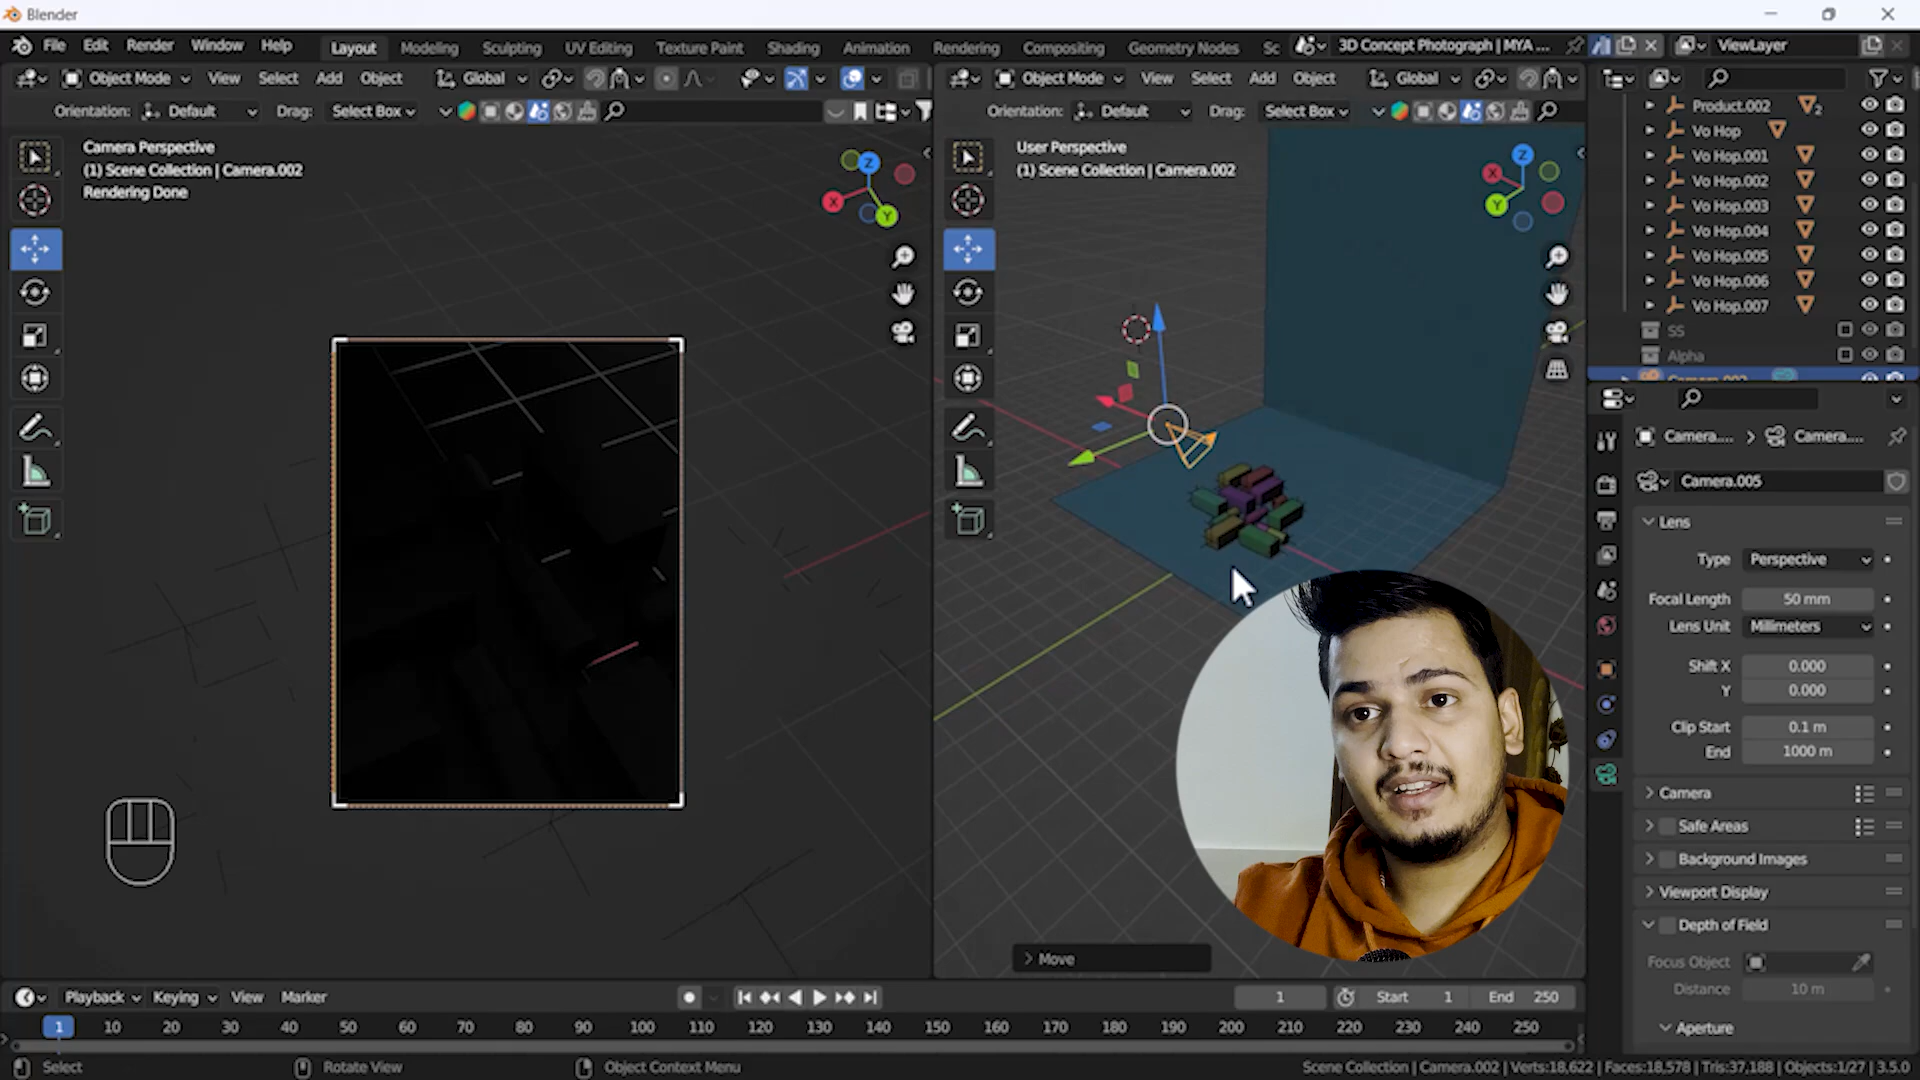 Blender
File Edit Render Window Help
Layout Modeling Sculpting UV Editing Texture Paint Shading Animation Rendering Compositing Geometry Nodes Sc
3D Concept Photograph | MYA ...
ViewLayer
Object Mode View Select Add Object Global
Orientation: Default Drag: Select Box
Camera Perspective
(1) Scene Collection | Camera.002
Rendering Done
Z
X
Y
Object Mode View Select Add Object Global
Orientation: Default Drag: Select Box
User Perspective
(1) Scene Collection | Camera.002
Z
X
Y
Move
Product.002 2
Vo Hop
Vo Hop.001
Vo Hop.002
Vo Hop.003
Vo Hop.004
Vo Hop.005
Vo Hop.006
Vo Hop.007
SS
Alpha
Camera.002
Camera.... Camera....
Camera.005
Lens
Type Perspective
Focal Length 50 mm
Lens Unit Millimeters
Shift X 0.000
Y 0.000
Clip Start 0.1 m
End 1000 m
Camera
Safe Areas
Background Images
Viewport Display
Depth of Field
Focus Object
Distance 10 m
Aperture
Playback Keying View Marker
1 Start 1 End 250
1 10 20 30 40 50 60 70 80 90 100 110 120 130 140 150 160 170 180 190 200 210 220 230 240 250
Select Rotate View Object Context Menu
Scene Collection | Camera.002 | Verts:18,622 | Faces:18,578 | Tris:37,188 | Objects:1/27 | 3.5.0